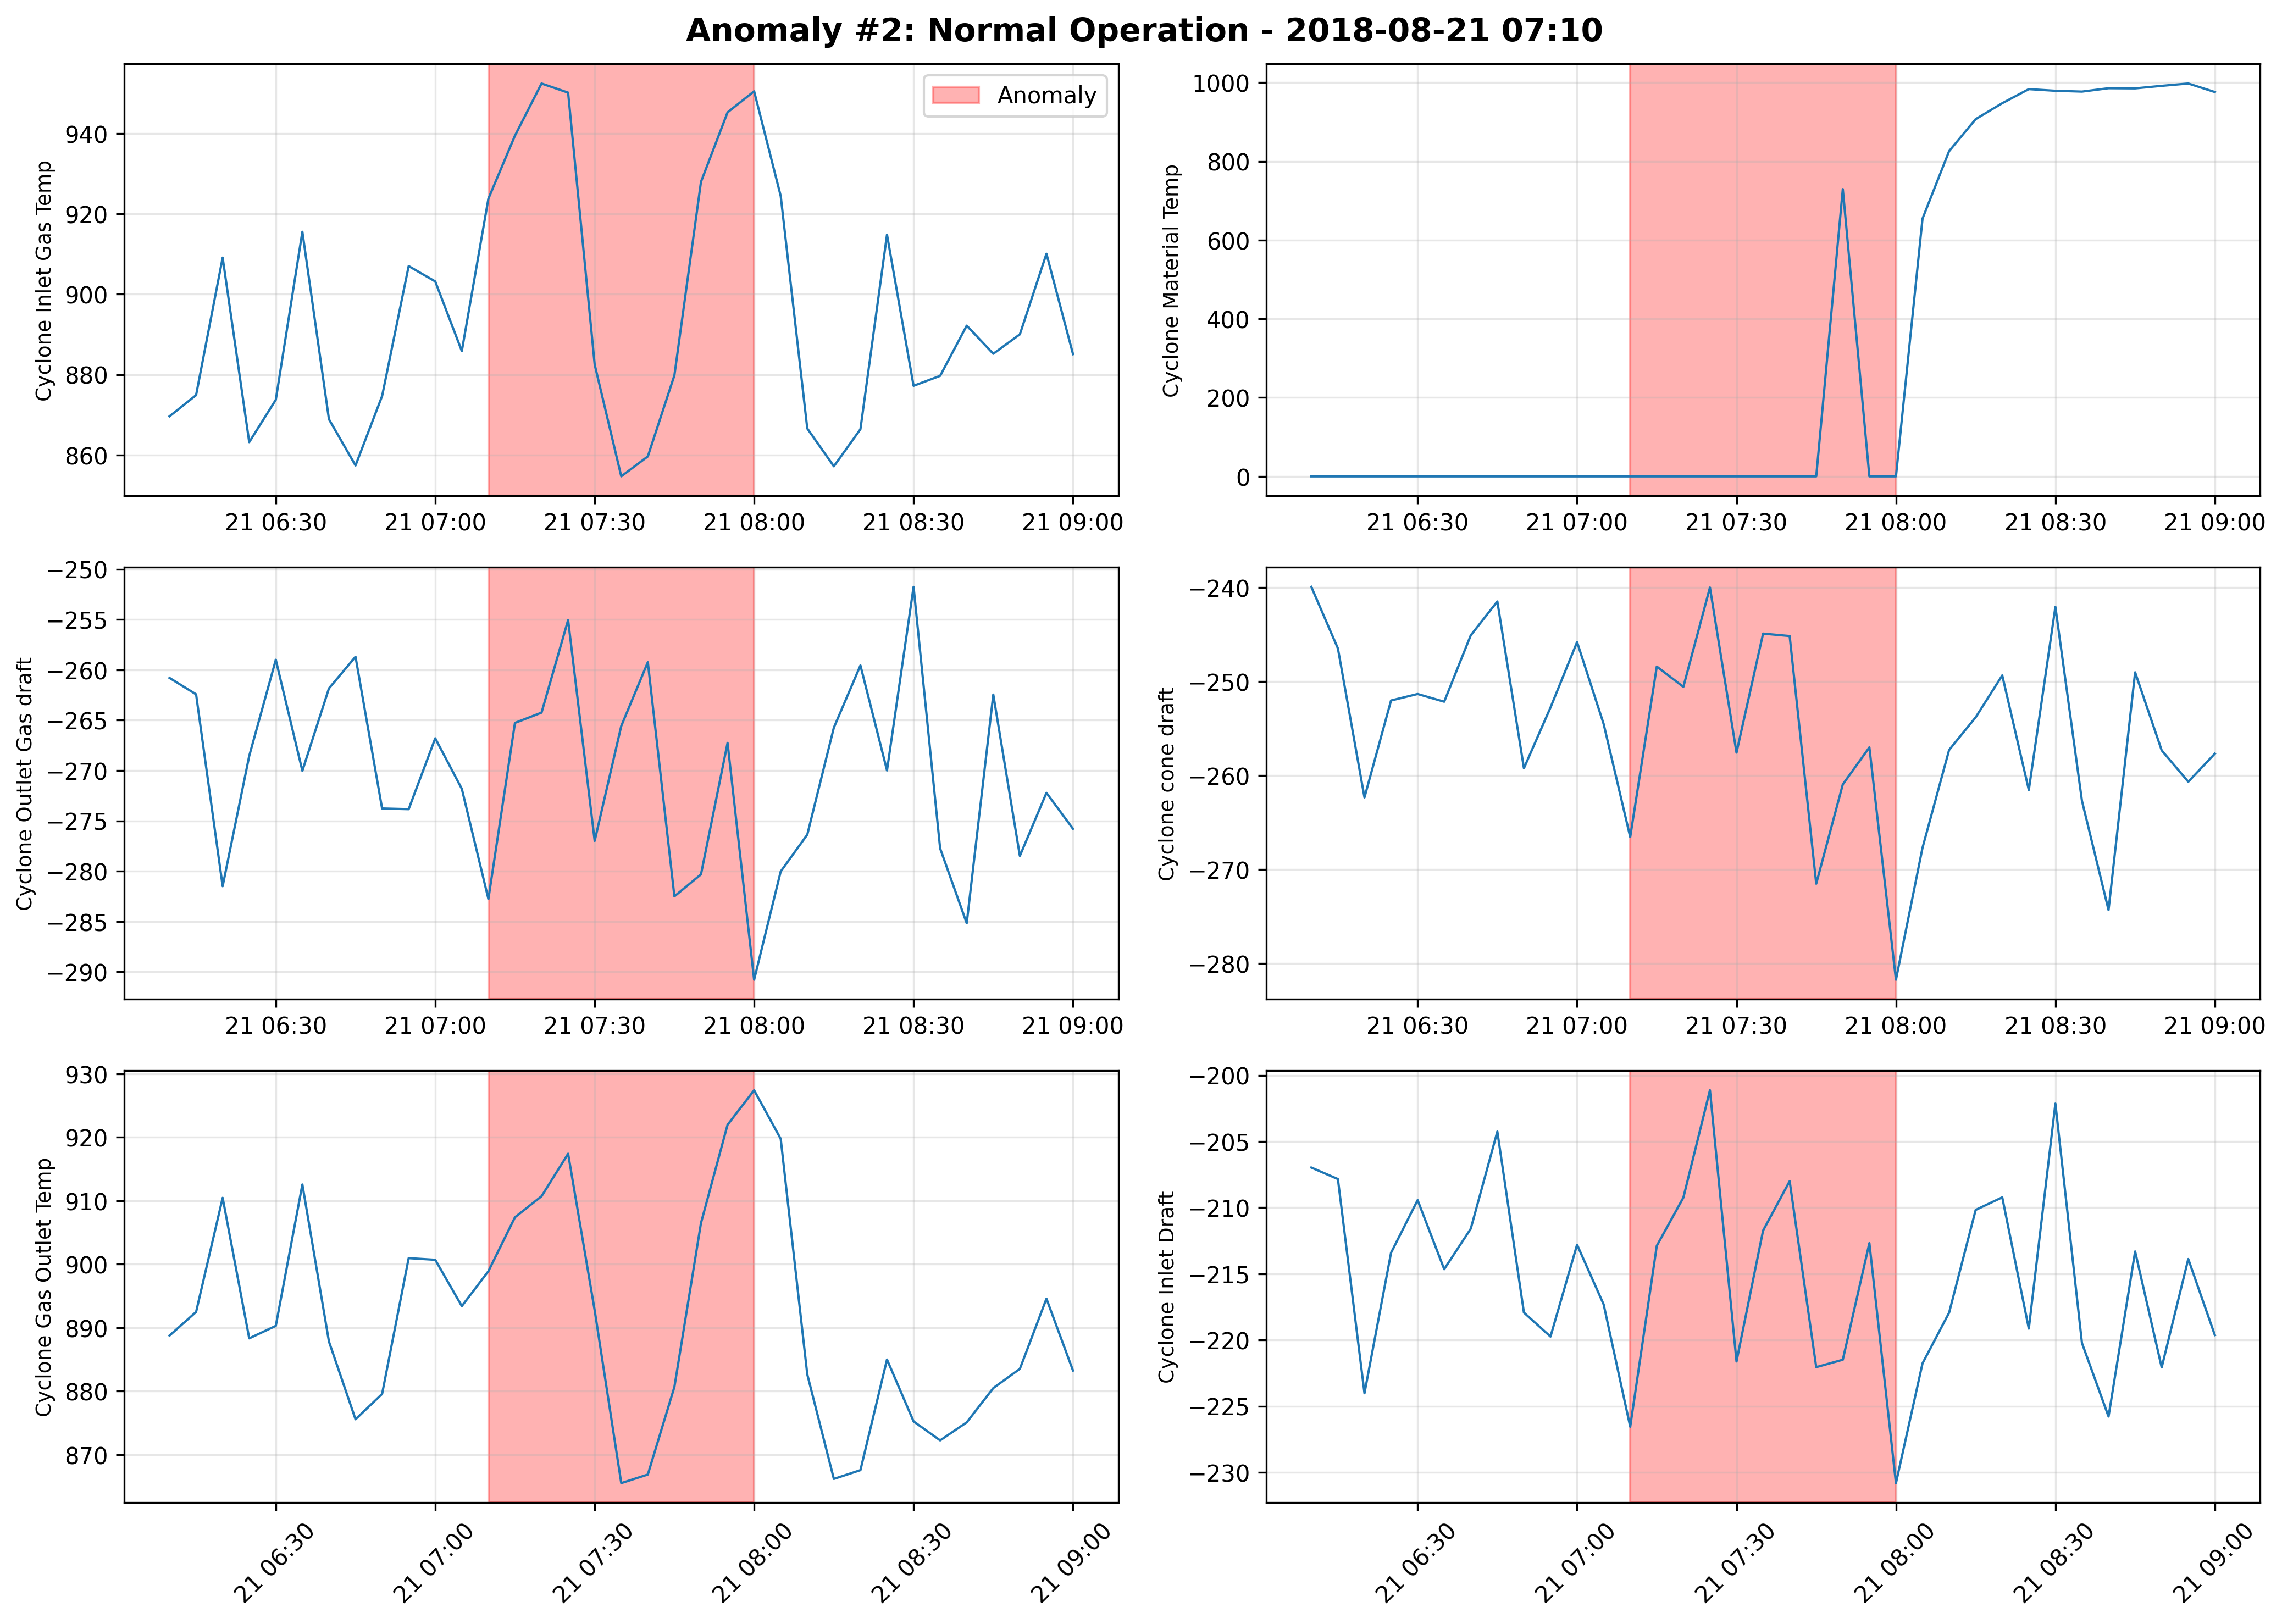 Anomaly #2: Normal Operation - 2018-08-21 07:10
Cyclone Inlet Gas Temp
940
920
900
880
860
Anomaly
21 06:30 21 07:00 21 07:30 21 08:00 21 08:30 21 09:00
Cyclone Material Temp
1000
800
600
400
200
0
21 06:30 21 07:00 21 07:30 21 08:00 21 08:30 21 09:00
Cyclone Outlet Gas draft
−250
−255
−260
−265
−270
−275
−280
−285
−290
21 06:30 21 07:00 21 07:30 21 08:00 21 08:30 21 09:00
Cyclone cone draft
−240
−250
−260
−270
−280
21 06:30 21 07:00 21 07:30 21 08:00 21 08:30 21 09:00
Cyclone Gas Outlet Temp
930
920
910
900
890
880
870
21 06:30 21 07:00 21 07:30 21 08:00 21 08:30 21 09:00
Cyclone Inlet Draft
−200
−205
−210
−215
−220
−225
−230
21 06:30 21 07:00 21 07:30 21 08:00 21 08:30 21 09:00